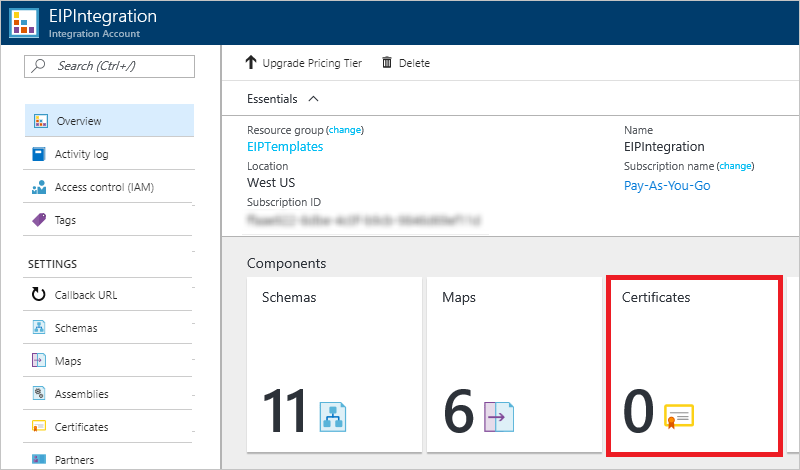 EIPIntegration
Integration Account
Search (Ctrl+/)
Overview
Activity log
Access control (IAM)
Tags
SETTINGS
Callback URL
Schemas
Maps
Assemblies
Certificates
Partners
Upgrade Pricing Tier
Delete
Essentials
Resource group (change)
EIPTemplates
Location
West US
Subscription ID
Name
EIPIntegration
Subscription name (change)
Pay-As-You-Go
Components
Schemas
11
Maps
6
Certificates
0